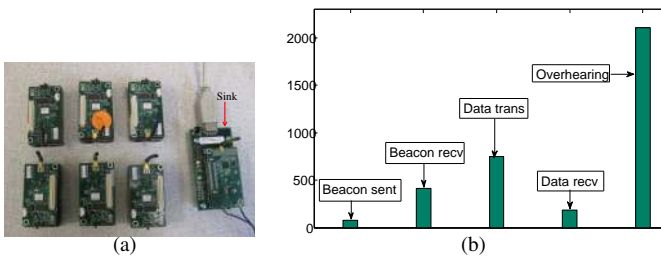 Sink
(a)
2000
1500
1000
500
0
Beacon sent
Beacon recv
Data trans
Data recv
Overhearing
(b)